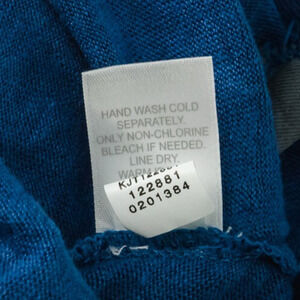 HAND WASH COLD
SEPARATELY.
ONLY NON-CHLORINE
BLEACH IF NEEDED.
LINE DRY.
122881
0201384